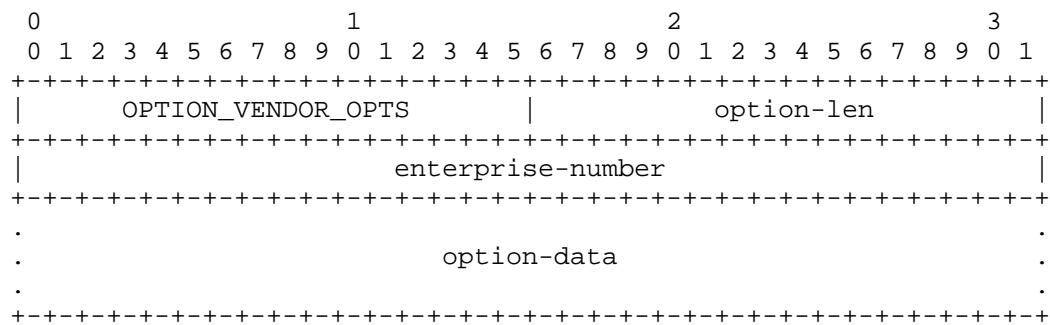 0                   1                   2                   3
 0 1 2 3 4 5 6 7 8 9 0 1 2 3 4 5 6 7 8 9 0 1 2 3 4 5 6 7 8 9 0 1
+-+-+-+-+-+-+-+-+-+-+-+-+-+-+-+-+-+-+-+-+-+-+-+-+-+-+-+-+-+-+-+-+
|      OPTION_VENDOR_OPTS       |           option-len          |
+-+-+-+-+-+-+-+-+-+-+-+-+-+-+-+-+-+-+-+-+-+-+-+-+-+-+-+-+-+-+-+-+
|                       enterprise-number                       |
+-+-+-+-+-+-+-+-+-+-+-+-+-+-+-+-+-+-+-+-+-+-+-+-+-+-+-+-+-+-+-+-+
.                                                               .
.                          option-data                          .
.                                                               .
+-+-+-+-+-+-+-+-+-+-+-+-+-+-+-+-+-+-+-+-+-+-+-+-+-+-+-+-+-+-+-+-+